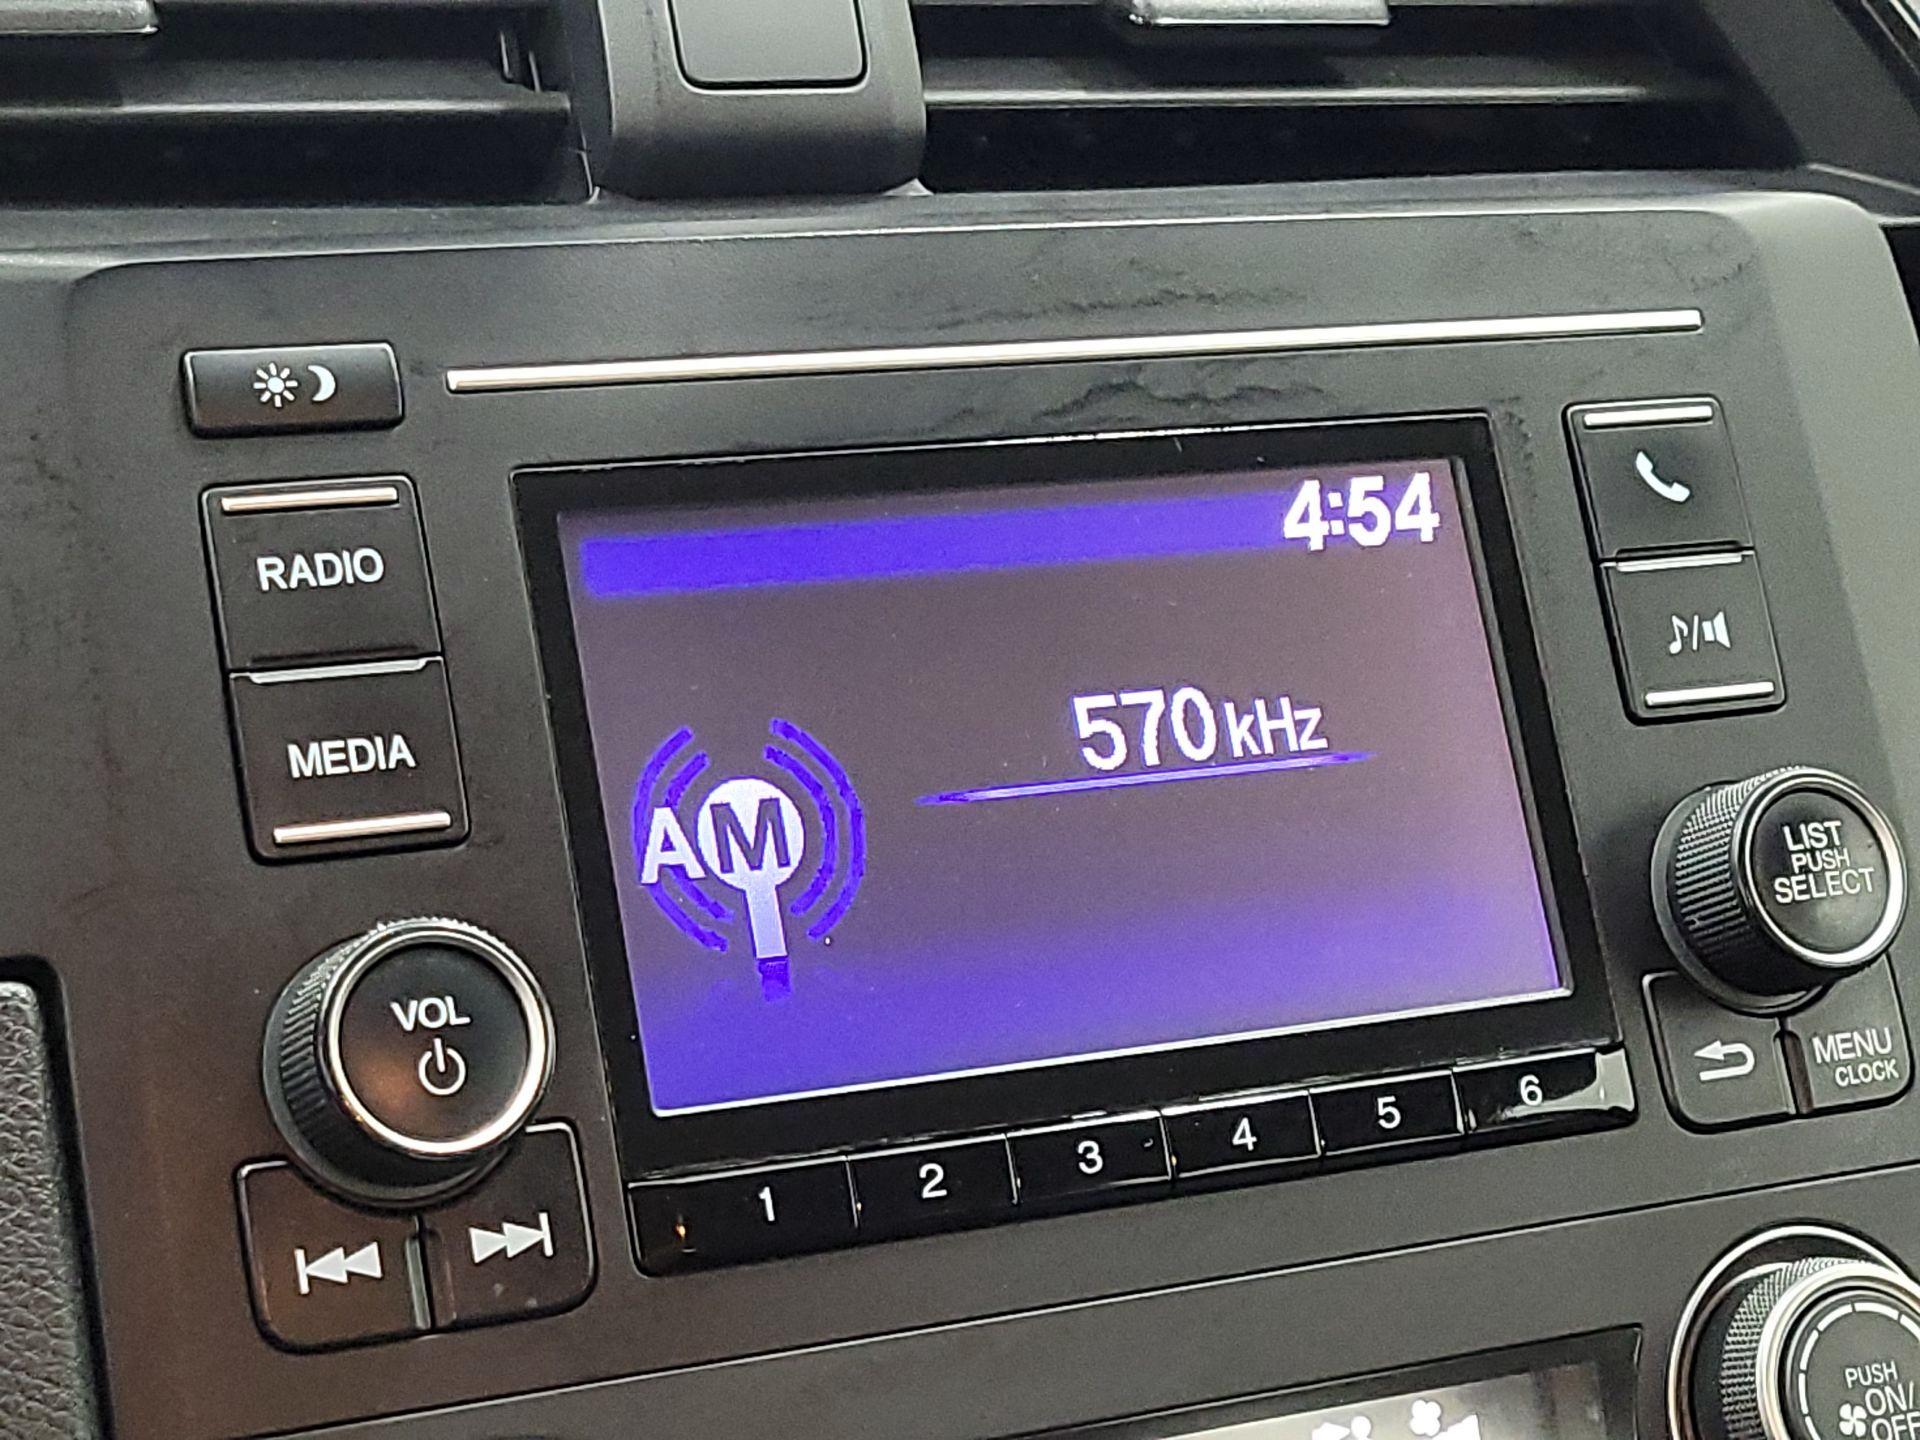 4:54
RADIO
570 kHz
MEDIA
AM
LIST
PUSH
SELECT
VOL
MENU
CLOCK
1 2 3 4 5 6
PUSH
ON/
OFF